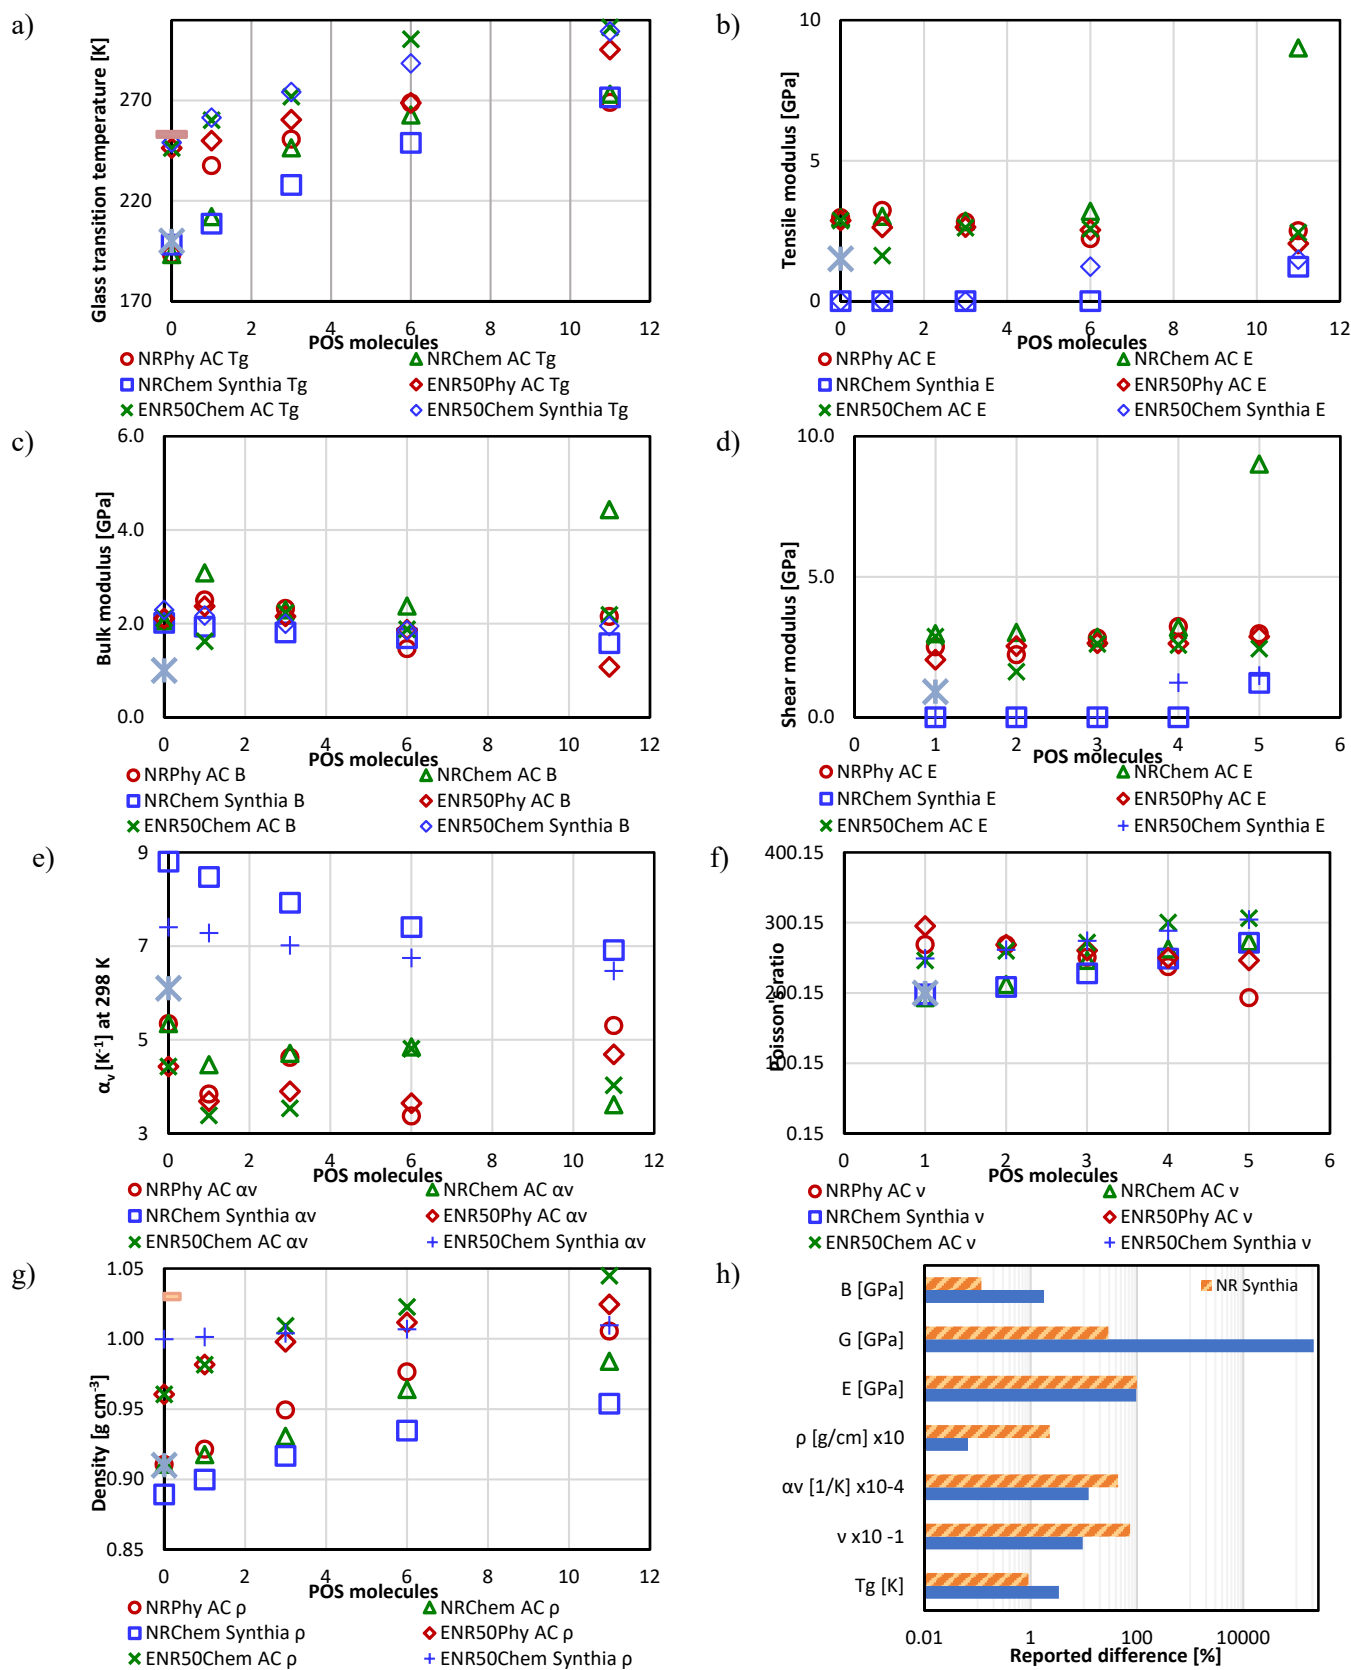 a)
Glass transition temperature [K]
270
220
170
0 2 4 6 8 10 12
POS molecules
NRPhy AC Tg
NRChem AC Tg
NRChem Synthia Tg
ENR50Phy AC Tg
ENR50Chem AC Tg
ENR50Chem Synthia Tg
b)
Tensile modulus [GPa]
10
5
0
0 2 4 6 8 10 12
POS molecules
NRPhy AC E
NRChem AC E
NRChem Synthia E
ENR50Phy AC E
ENR50Chem AC E
ENR50Chem Synthia E
c)
Bulk modulus [GPa]
6.0
4.0
2.0
0.0
0 2 4 6 8 10 12
POS molecules
NRPhy AC B
NRChem AC B
NRChem Synthia B
ENR50Phy AC B
ENR50Chem AC B
ENR50Chem Synthia B
d)
Shear modulus [GPa]
10.0
5.0
0.0
0 1 2 3 4 5 6
POS molecules
NRPhy AC E
NRChem AC E
NRChem Synthia E
ENR50Phy AC E
ENR50Chem AC E
ENR50Chem Synthia E
e)
αv [K-1] at 298 K
9
7
5
3
0 2 4 6 8 10 12
POS molecules
NRPhy AC αv
NRChem AC αv
NRChem Synthia αv
ENR50Phy AC αv
ENR50Chem AC αv
ENR50Chem Synthia αv
f)
Poisson's ratio
400.15
300.15
200.15
100.15
0.15
0 1 2 3 4 5 6
POS molecules
NRPhy AC ν
NRChem AC ν
NRChem Synthia ν
ENR50Phy AC ν
ENR50Chem AC ν
ENR50Chem Synthia ν
g)
Density [g cm-3]
1.05
1.00
0.95
0.90
0.85
0 2 4 6 8 10 12
POS molecules
NRPhy AC ρ
NRChem AC ρ
NRChem Synthia ρ
ENR50Phy AC ρ
ENR50Chem AC ρ
ENR50Chem Synthia ρ
h)
NR Synthia
B [GPa]
G [GPa]
E [GPa]
ρ [g/cm] x10
αv [1/K] x10-4
ν x10 -1
Tg [K]
0.01 1 100 10000
Reported difference [%]